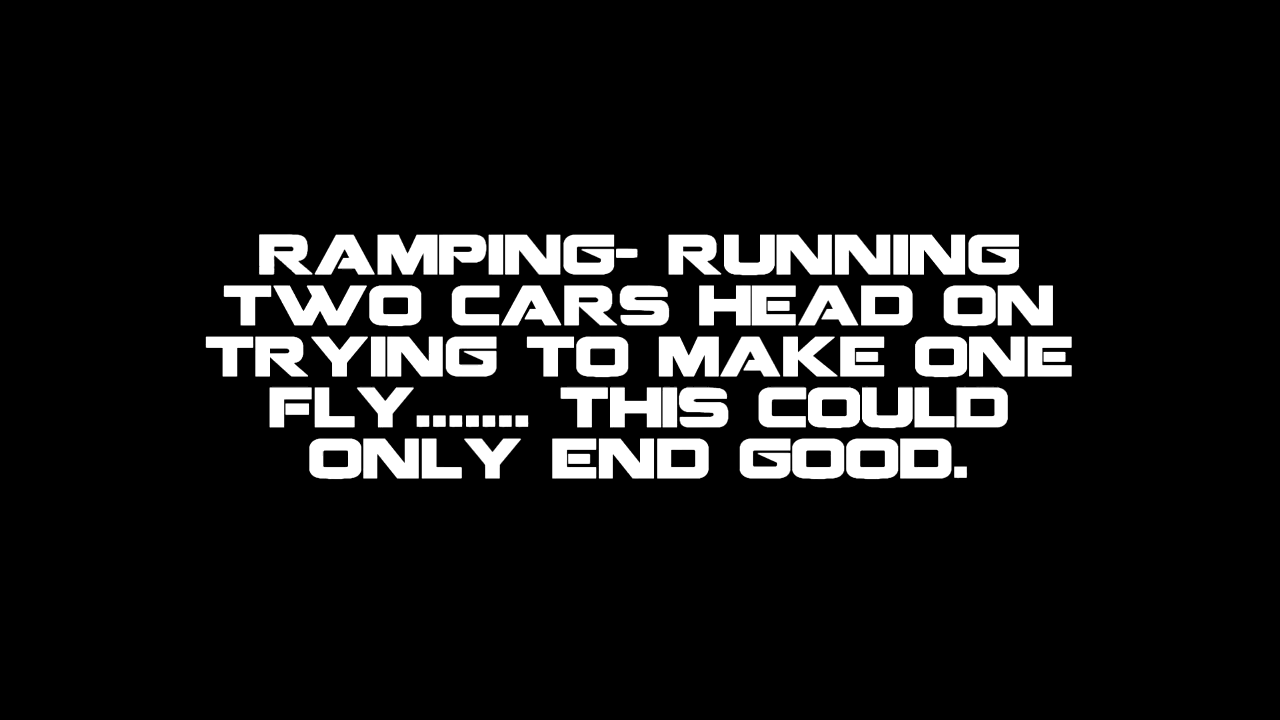 RAMPING- RUNNING
TWO CARS HEAD ON
TRYING TO MAKE ONE
FLY....... THIS COULD
ONLY END GOOD.